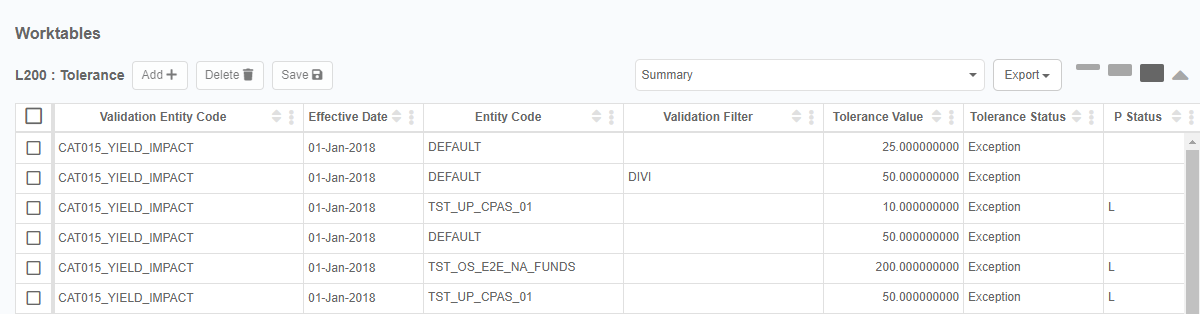 Worktables
L200 : Tolerance Add Delete Save Summary Export
Validation Entity Code Effective Date Entity Code Validation Filter Tolerance Value Tolerance Status P Status
CAT015_YIELD_IMPACT 01-Jan-2018 DEFAULT 25.000000000 Exception
CAT015_YIELD_IMPACT 01-Jan-2018 DEFAULT DIVI 50.000000000 Exception
CAT015_YIELD_IMPACT 01-Jan-2018 TST_UP_CPAS_01 10.000000000 Exception L
CAT015_YIELD_IMPACT 01-Jan-2018 DEFAULT 50.000000000 Exception
CAT015_YIELD_IMPACT 01-Jan-2018 TST_OS_E2E_NA_FUNDS 200.000000000 Exception L
CAT015_YIELD_IMPACT 01-Jan-2018 TST_UP_CPAS_01 50.000000000 Exception L